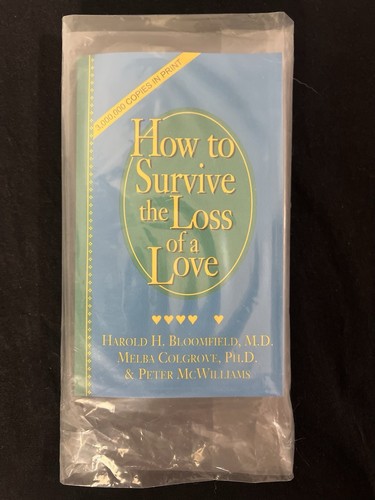 3,000,000 COPIES IN PRINT
How to
Survive
the Loss
of a
Love
HAROLD H. BLOOMFIELD, M.D.
MELBA COLGROVE, PH.D.
& PETER MCWILLIAMS